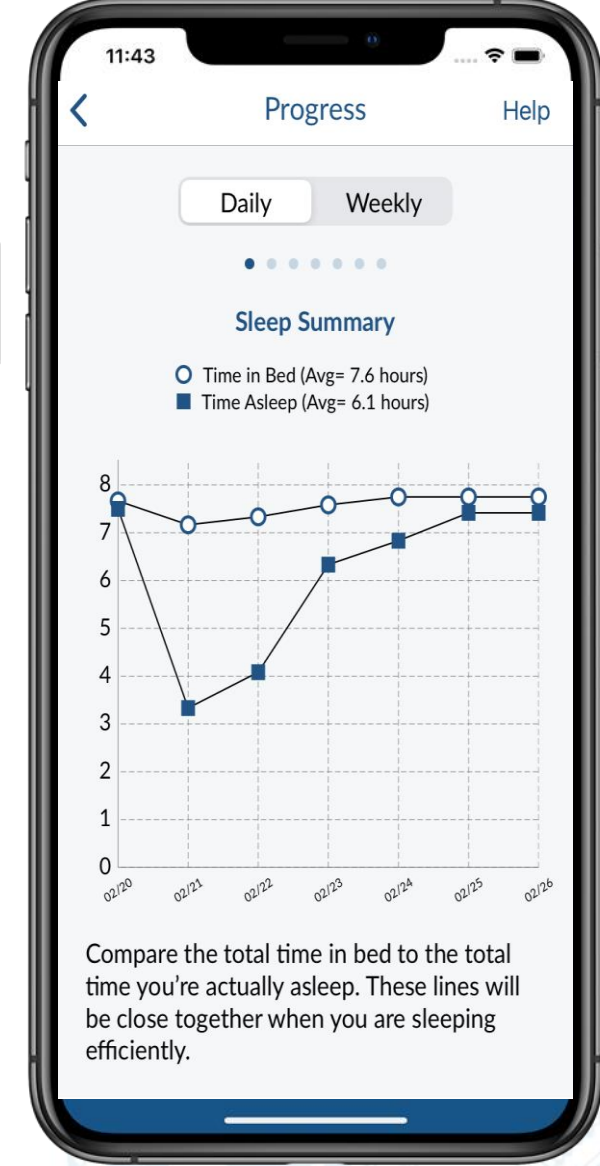 11:43
Progress
Help
Daily
Weekly
Sleep Summary
Time in Bed (Avg= 7.6 hours)
Time Asleep (Avg= 6.1 hours)
8
7
6
5
4
3
2
1
0
02/20
02/21
02/22
02/23
02/24
02/25
02/26
Compare the total time in bed to the total
time you’re actually asleep. These lines will
be close together when you are sleeping
efficiently.